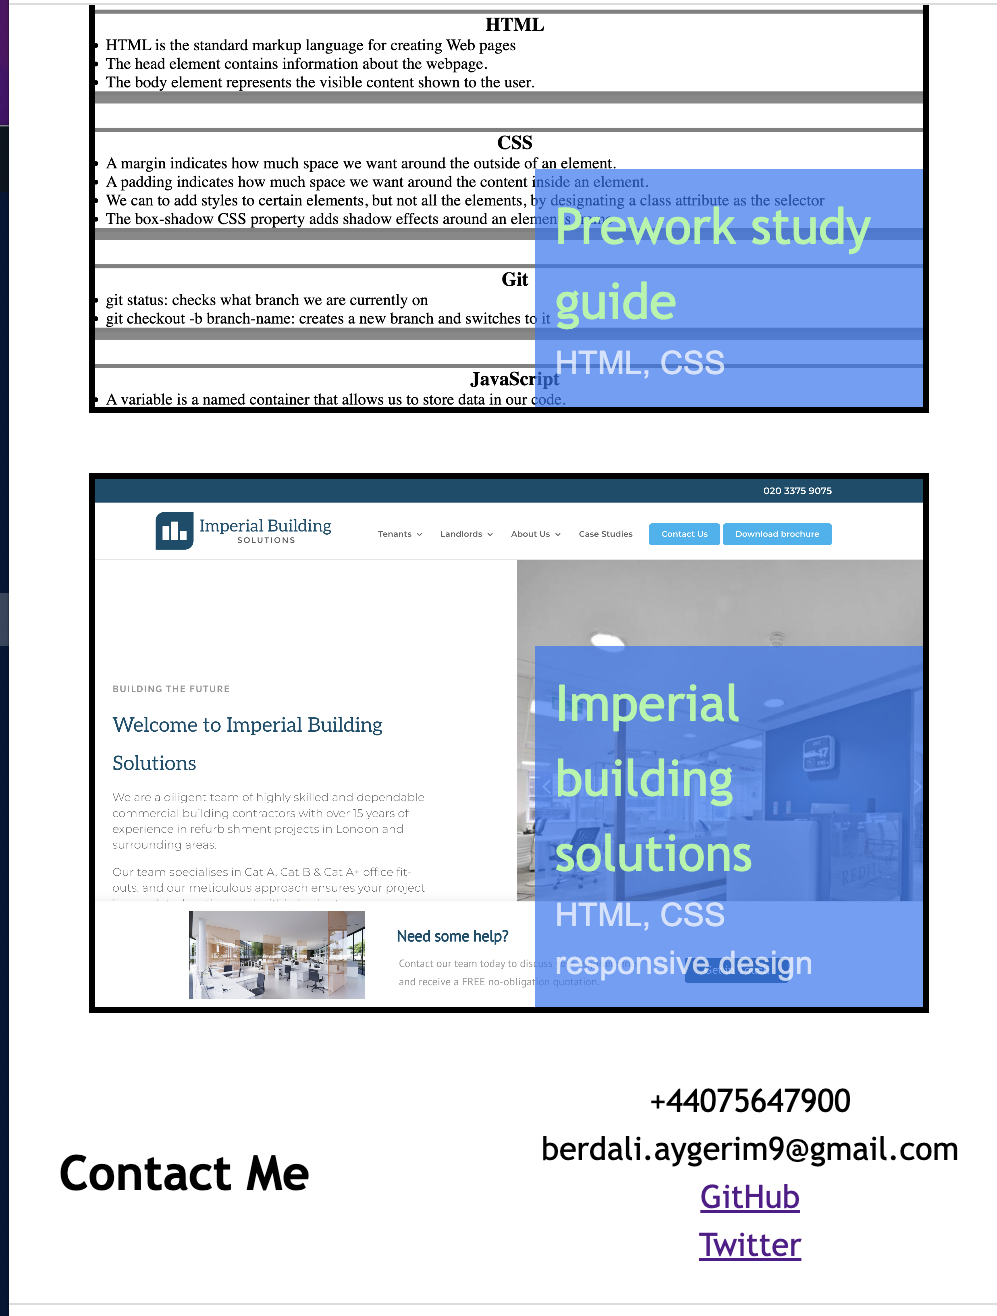 HTML
HTML is the standard markup language for creating Web pages
The head element contains information about the webpage.
The body element represents the visible content shown to the user.
CSS
A margin indicates how much space we want around the outside of an element.
A padding indicates how much space we want around the content inside an element.
We can to add styles to certain elements, but not all the elements, by designating a class attribute as the selector
The box-shadow CSS property adds shadow effects around an element's
Git
git status: checks what branch we are currently on
git checkout -b branch-name: creates a new branch and switches to it
JavaScript
A variable is a named container that allows us to store data in our code.
Prework study
guide
HTML, CSS
020 3375 9075
Imperial Building
SOLUTIONS
Tenants Landlords About Us Case Studies Contact Us Download brochure
BUILDING THE FUTURE
Welcome to Imperial Building
Solutions
We are a diligent team of highly skilled and dependable
commercial building contractors with over 15 years of
experience in refurbishment projects in London and
surrounding areas.
Our team specialises in Cat A, Cat B & Cat A+ office fit-
outs, and our meticulous approach ensures your project
Need some help?
Contact our team today to discuss
and receive a FREE no-obligation quotation.
Imperial
building
solutions
HTML, CSS
responsive design
Contact Me
+44075647900
berdali.aygerim9@gmail.com
GitHub
Twitter